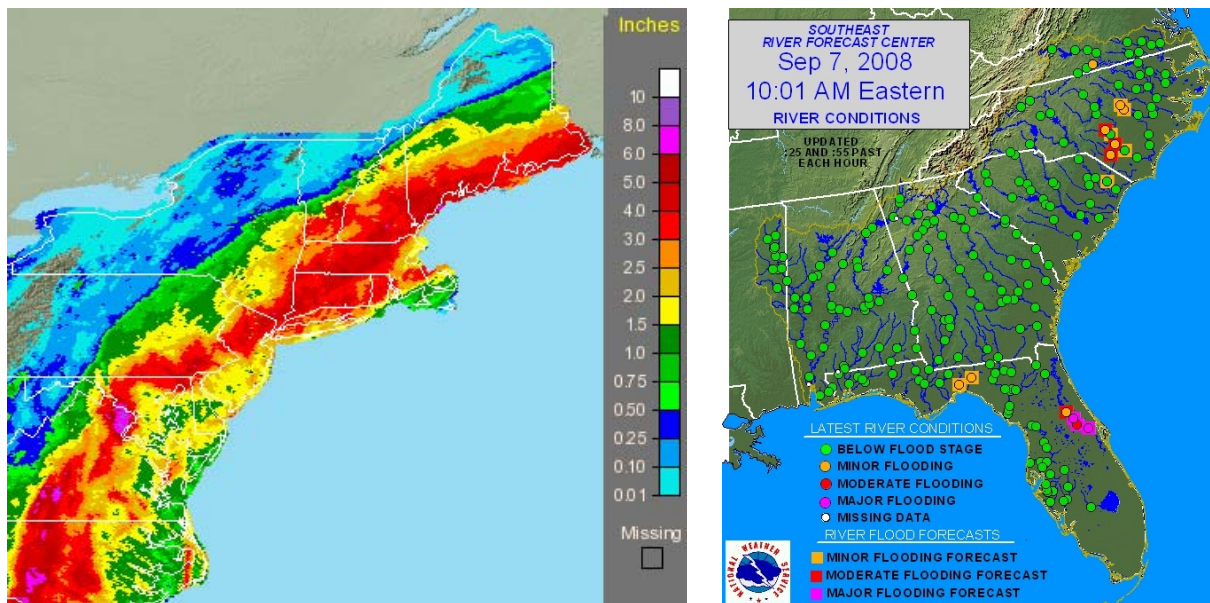 Inches
10
8.0
6.0
5.0
4.0
3.0
2.5
2.0
1.5
1.0
0.75
0.50
0.25
0.10
0.01
Missing
SOUTHEAST
RIVER FORECAST CENTER
Sep 7, 2008
10:01 AM Eastern
RIVER CONDITIONS
UPDATED
:25 AND :55 PAST
EACH HOUR
LATEST RIVER CONDITIONS
BELOW FLOOD STAGE
MINOR FLOODING
MODERATE FLOODING
MAJOR FLOODING
MISSING DATA
RIVER FLOOD FORECASTS
MINOR FLOODING FORECAST
MODERATE FLOODING FORECAST
MAJOR FLOODING FORECAST
NATIONAL WEATHER SERVICE